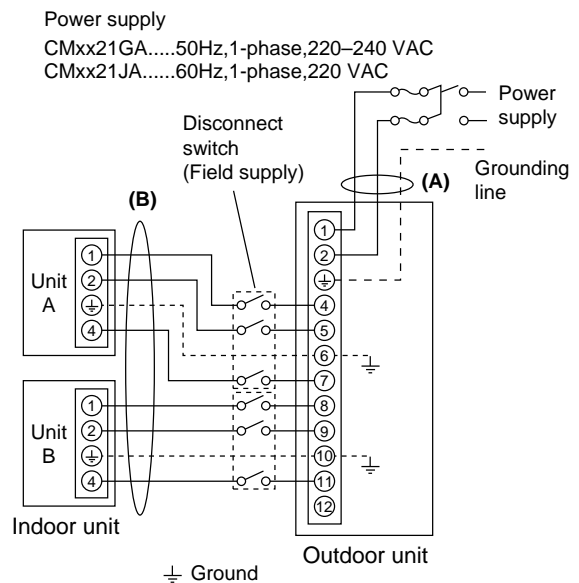 Power supply
CMxx21GA.....50Hz,1-phase,220–240 VAC
CMxx21JA......60Hz,1-phase,220 VAC
Power
supply
Disconnect
switch
(Field supply)
(A)
Grounding
line
(B)
Unit
A
1
2
4
Unit
B
1
2
4
1
2
4
5
6
7
8
9
10
11
12
Indoor unit
Outdoor unit
Ground